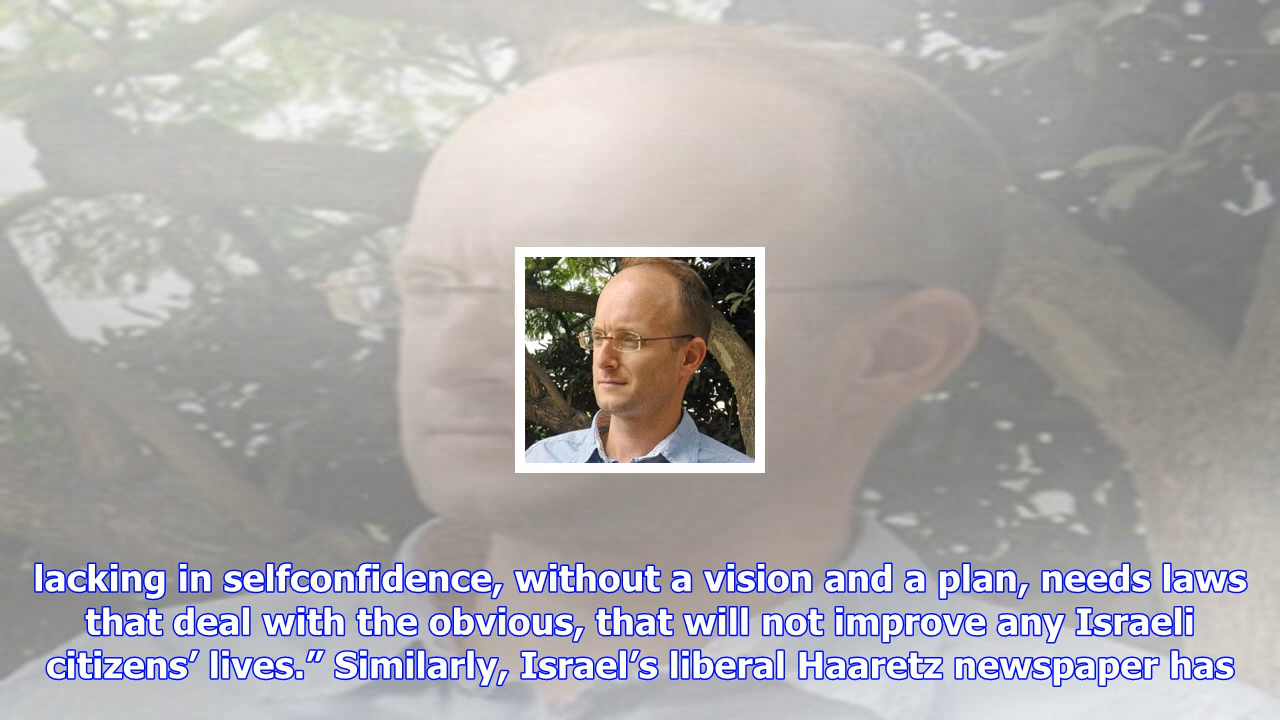 lacking in selfconfidence, without a vision and a plan, needs laws
that deal with the obvious, that will not improve any Israeli
citizens’ lives.” Similarly, Israel’s liberal Haaretz newspaper has